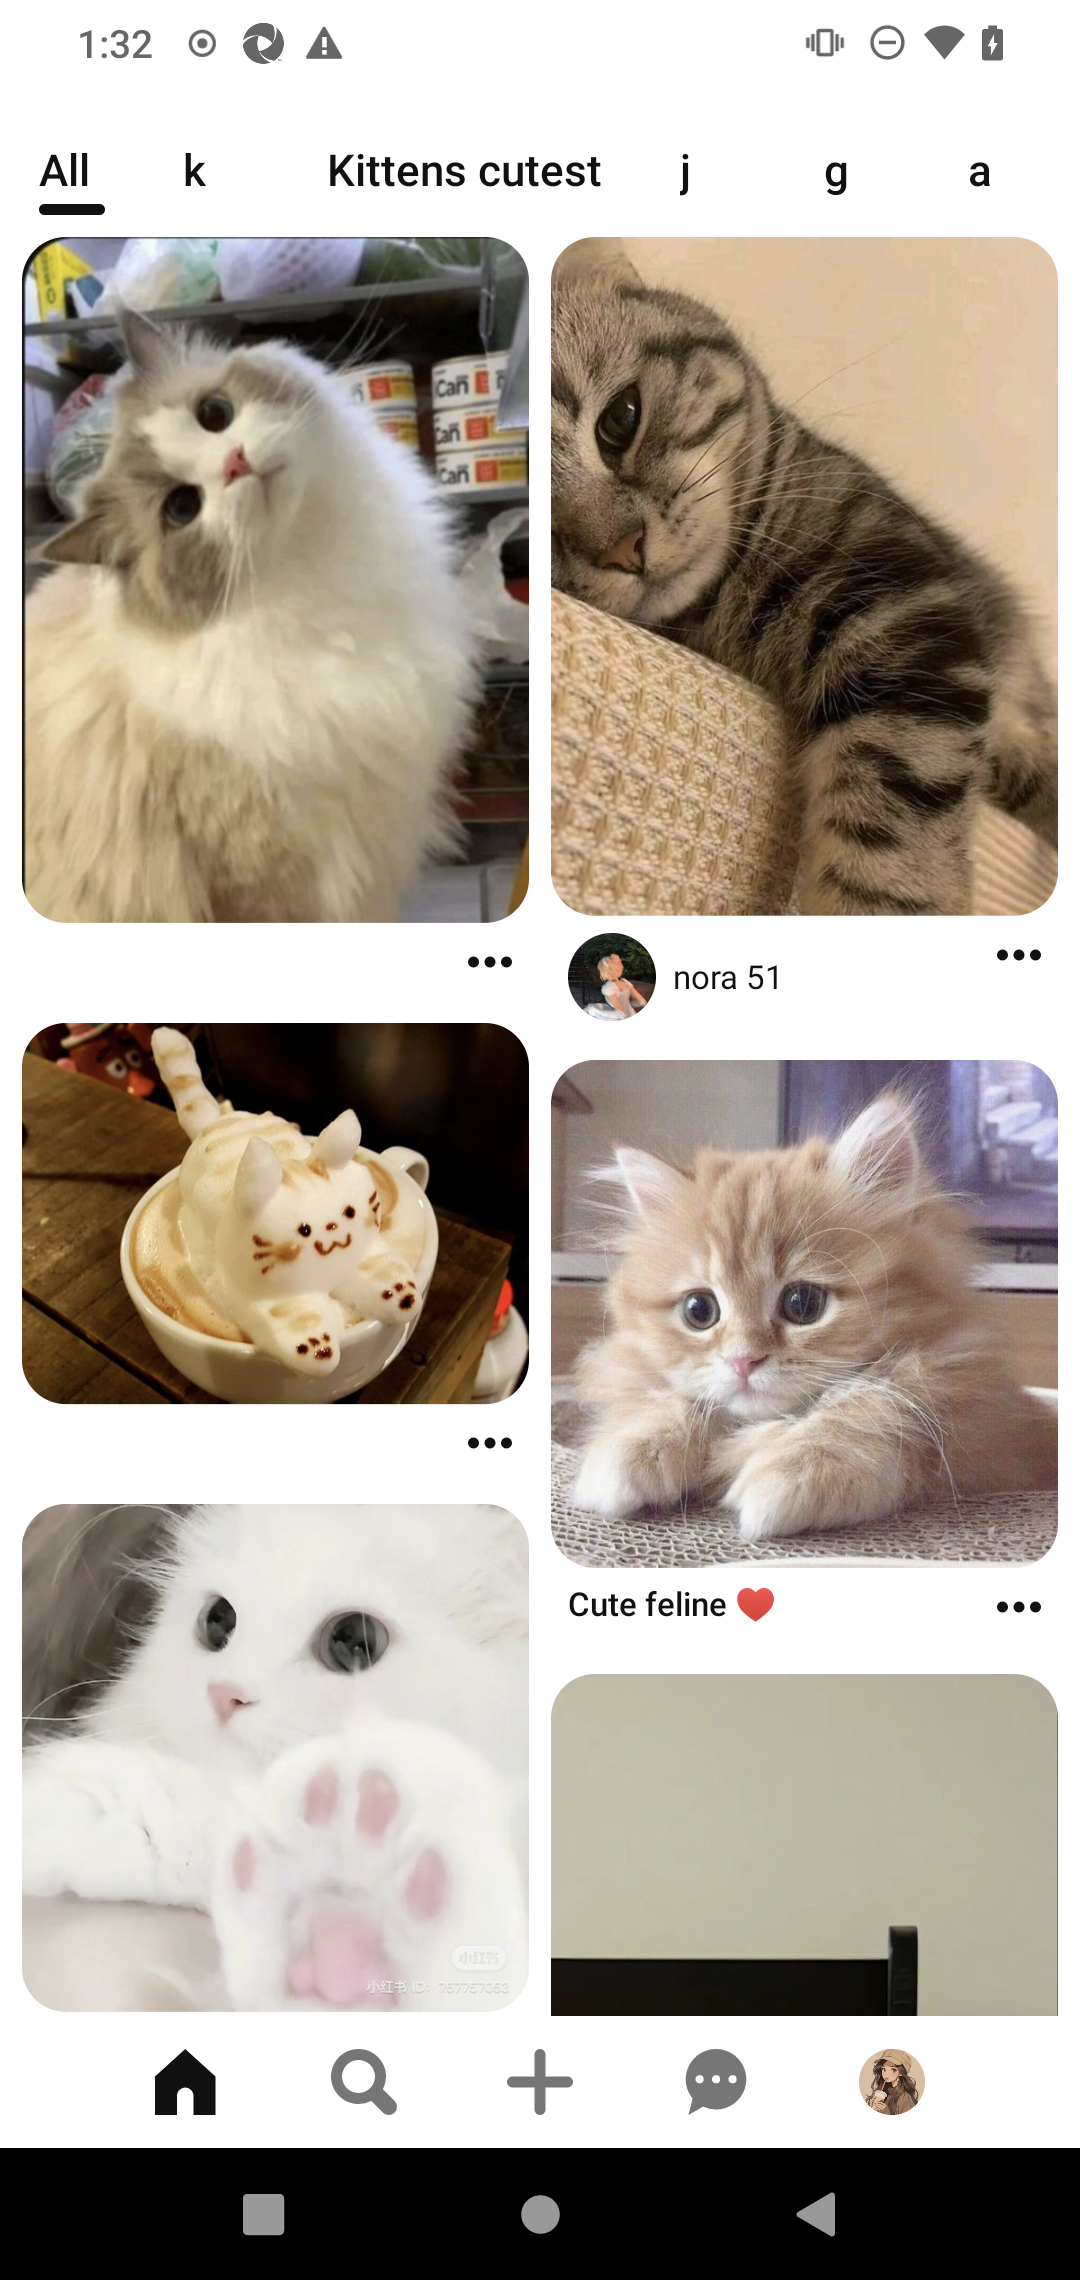 1:32
All k Kittens cutest j g a
Can
Can
Can
nora 51
Cute feline ❤️
小红书
小红书 ID: 757757053